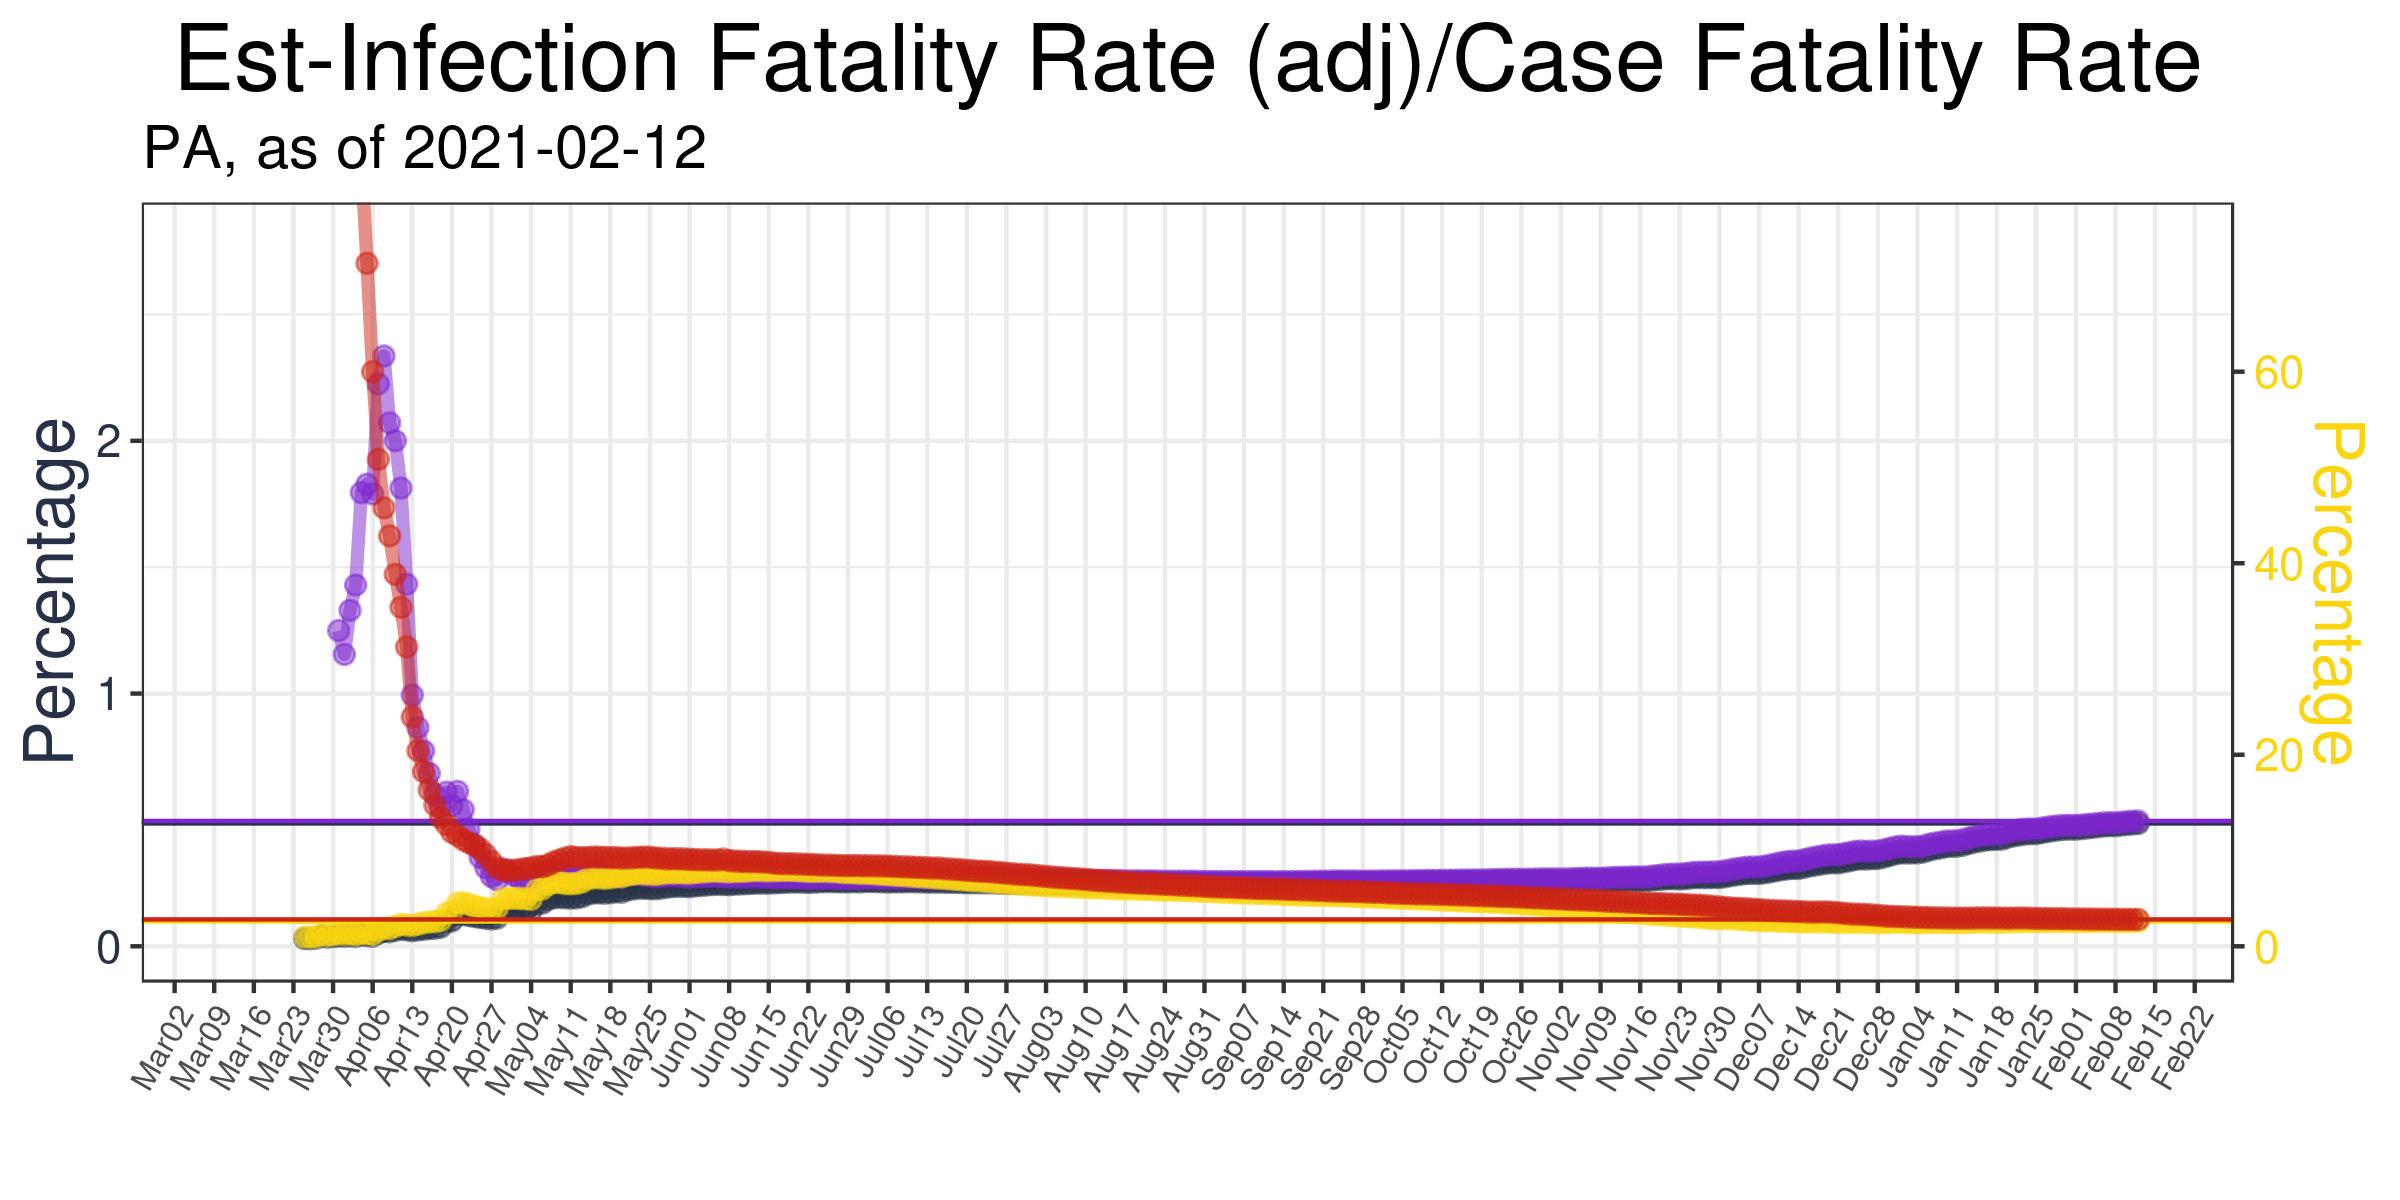 Est-Infection Fatality Rate (adj)/Case Fatality Rate
PA, as of 2021-02-12
Percentage
2
1
0
60
40
20
0
Percentage
Mar02
Mar09
Mar16
Mar23
Mar30
Apr06
Apr13
Apr20
Apr27
May04
May11
May18
May25
Jun01
Jun08
Jun15
Jun22
Jun29
Jul06
Jul13
Jul20
Jul27
Aug03
Aug10
Aug17
Aug24
Aug31
Sep07
Sep14
Sep21
Sep28
Oct05
Oct12
Oct19
Oct26
Nov02
Nov09
Nov16
Nov23
Nov30
Dec07
Dec14
Dec21
Dec28
Jan04
Jan11
Jan18
Jan25
Feb01
Feb08
Feb15
Feb22